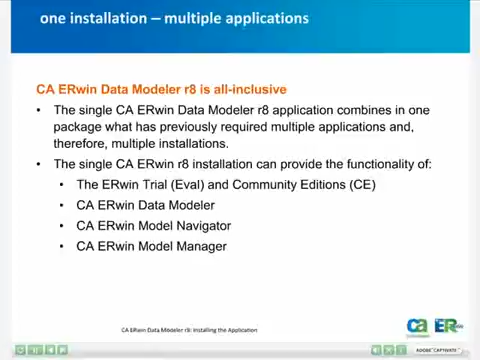 one installation – multiple applications
CA ERwin Data Modeler r8 is all-inclusive
• The single CA ERwin Data Modeler r8 application combines in one
package what has previously required multiple applications and,
therefore, multiple installations.
• The single CA ERwin r8 installation can provide the functionality of:
• The ERwin Trial (Eval) and Community Editions (CE)
• CA ERwin Data Modeler
• CA ERwin Model Navigator
• CA ERwin Model Manager
CA ERwin Data Modeler r8: Installing the Application
ca ER
ADOBE® CAPTIVATE™